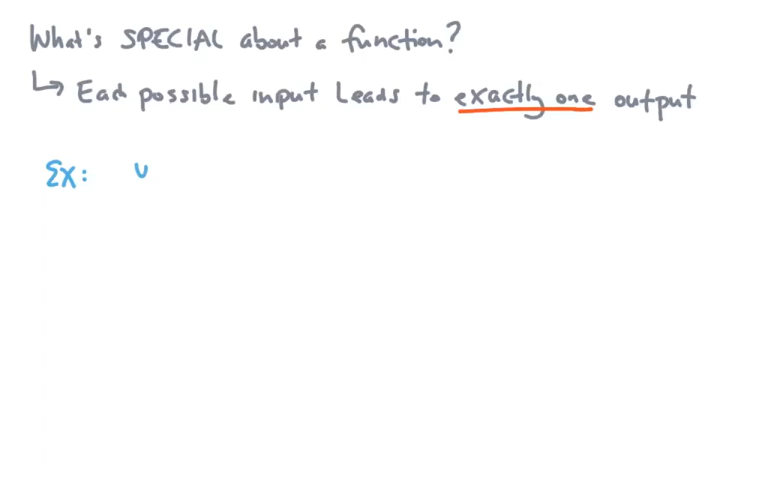 What's SPECIAL about a function?
↳ Each possible input leads to exactly one output
Ex: